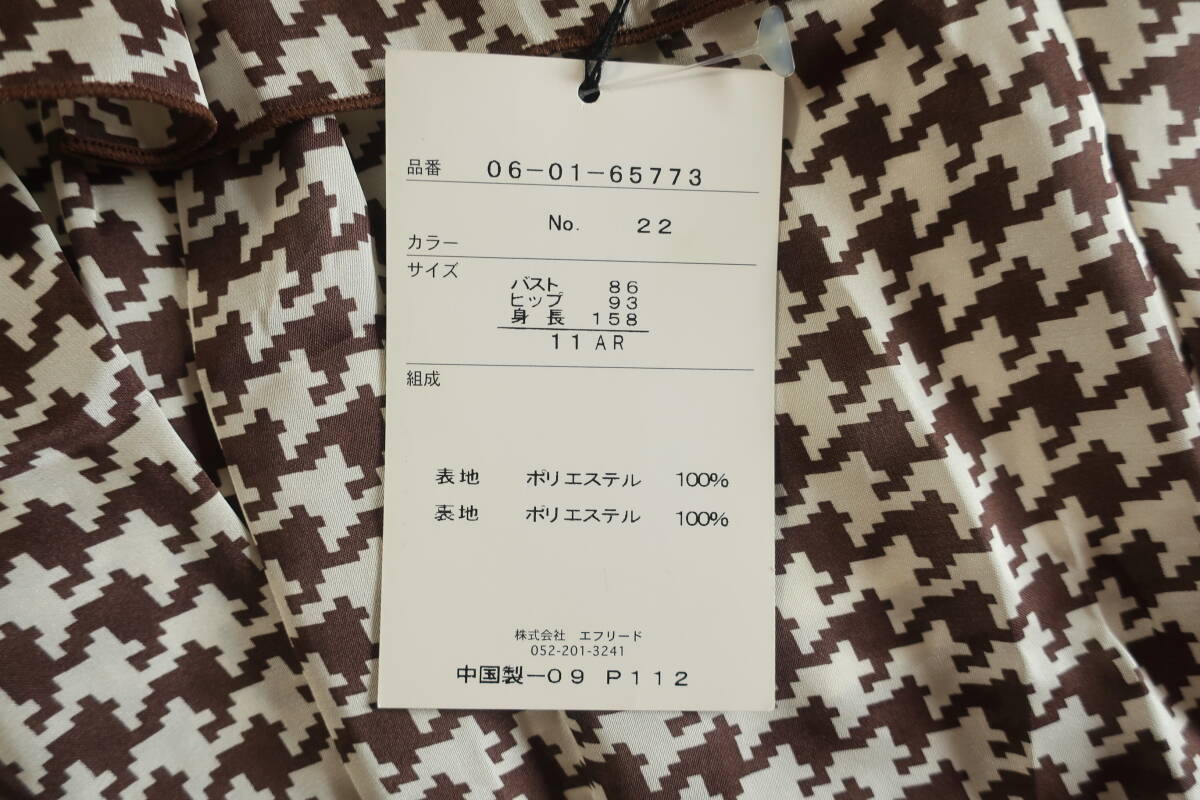 品番 06-01-65773
No. 22
カラー
サイズ
バスト 86
ヒップ 93
身長 158
11AR
組成
表地 ポリエステル 100%
表地 ポリエステル 100%
株式会社 エフリード
052-201-3241
中国製-09 P112